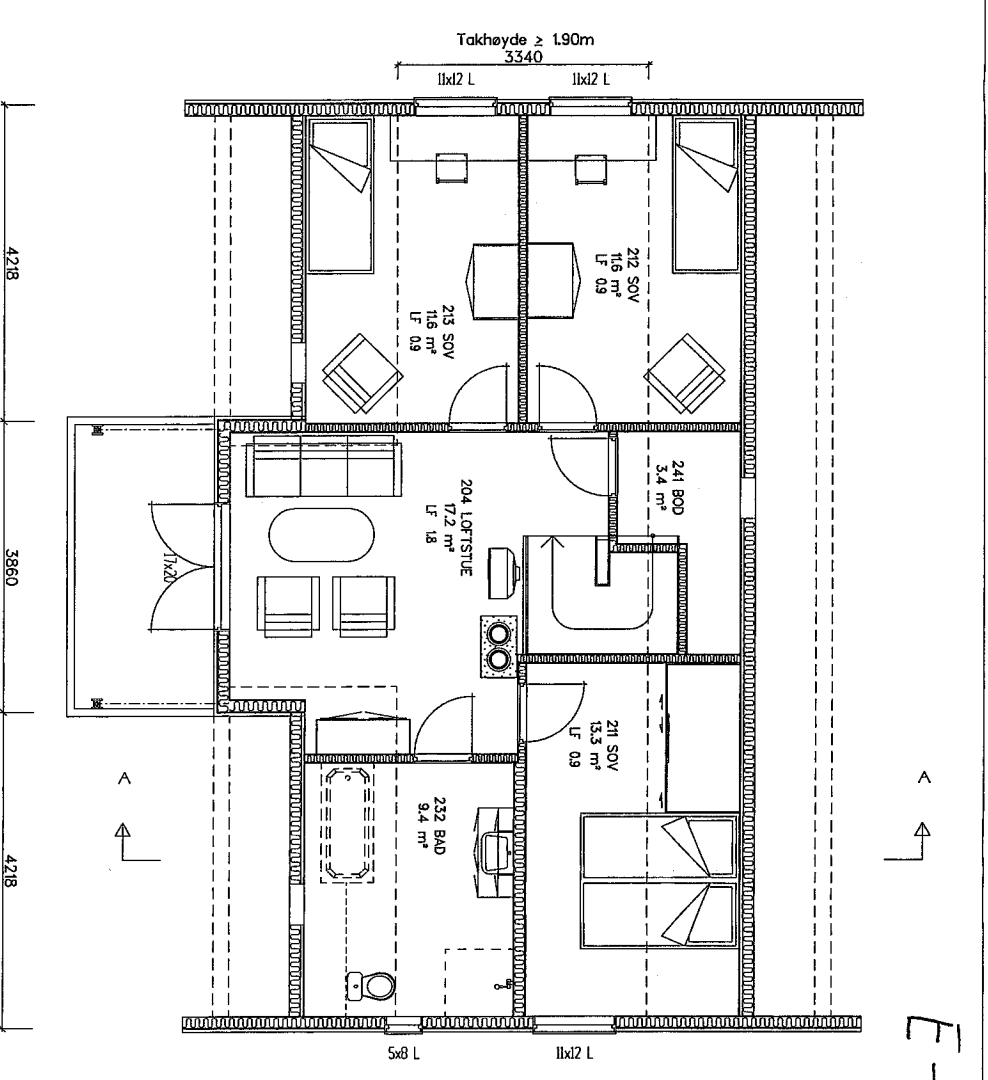 Takhøyde ≥ 1.90m
3340
11x12 L
11x12 L
4218
3860
4218
212 SOV
11.6 m²
LF 0.9
213 SOV
11.6 m²
LF 0.9
241 BOD
3.4 m²
204 LOFTSTUE
17.2 m²
LF 1.8
17x20
211 SOV
13.3 m²
LF 0.9
232 BAD
9.4 m²
A
A
5x8 L
11x12 L
E-